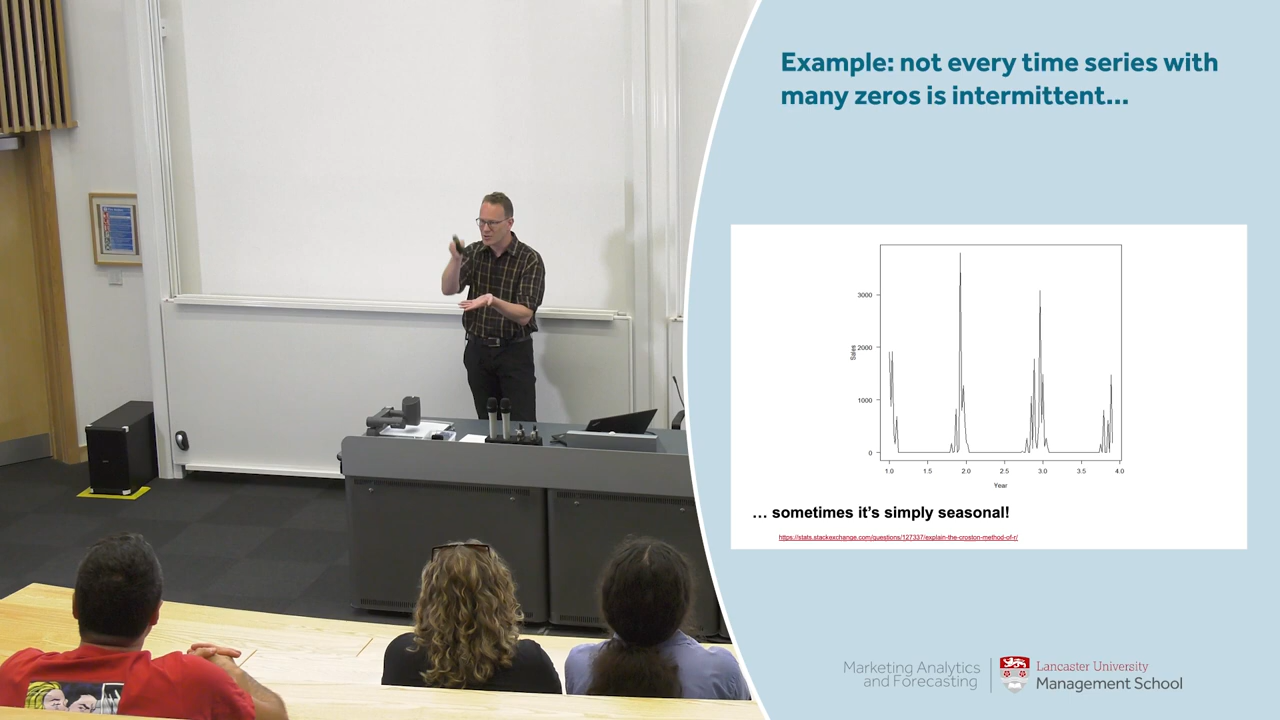 Example: not every time series with
many zeros is intermittent...
3000
2000
1000
0
Sales
1.0 1.5 2.0 2.5 3.0 3.5 4.0
Year
... sometimes it's simply seasonal!
https://stats.stackexchange.com/questions/127337/explain-the-croston-method-of-r/
Marketing Analytics
and Forecasting
Lancaster University
Management School